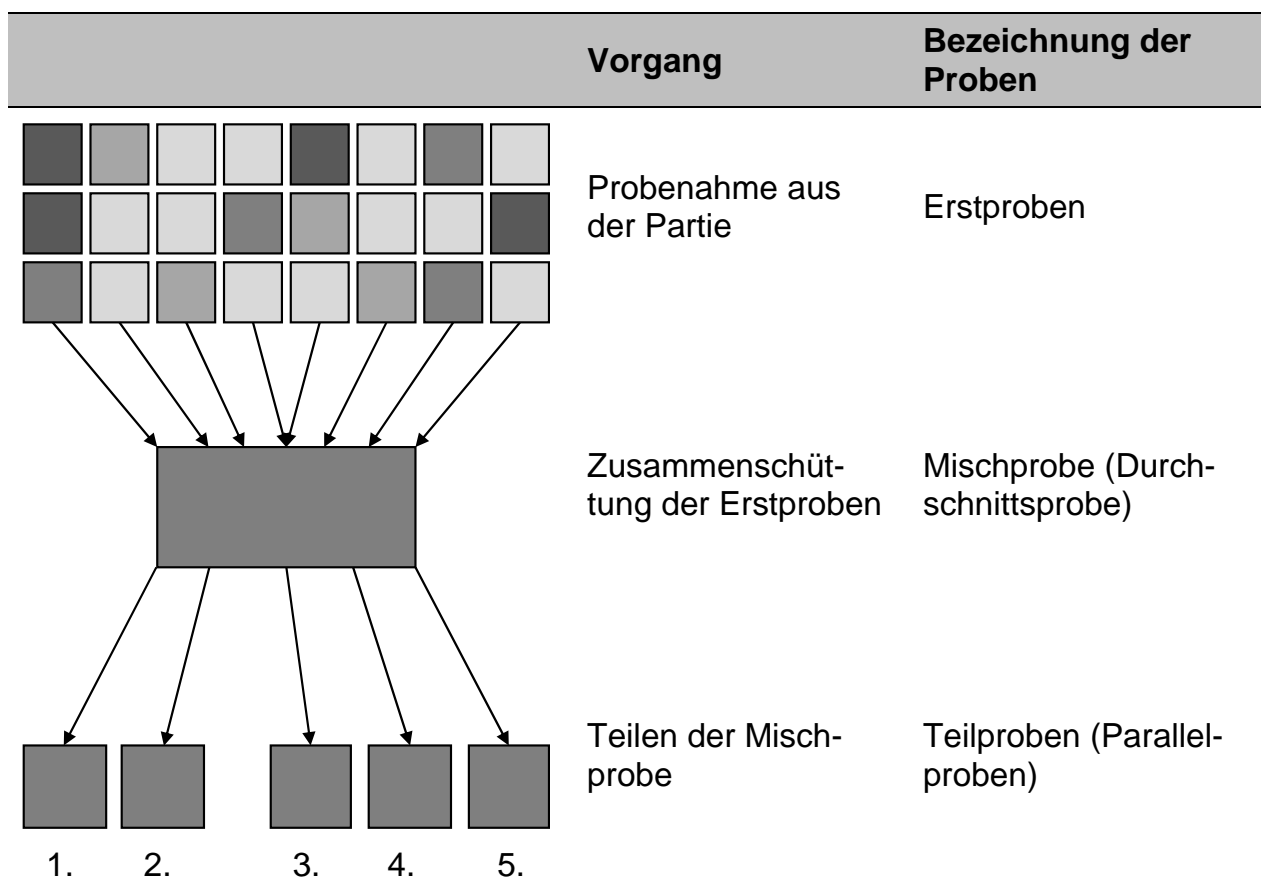 Vorgang
Bezeichnung der
Proben
Probenahme aus
der Partie
Erstproben
Zusammenschüt-
tung der Erstproben
Mischprobe (Durch-
schnittsprobe)
Teilen der Misch-
probe
Teilproben (Parallel-
proben)
1. 2. 3. 4. 5.